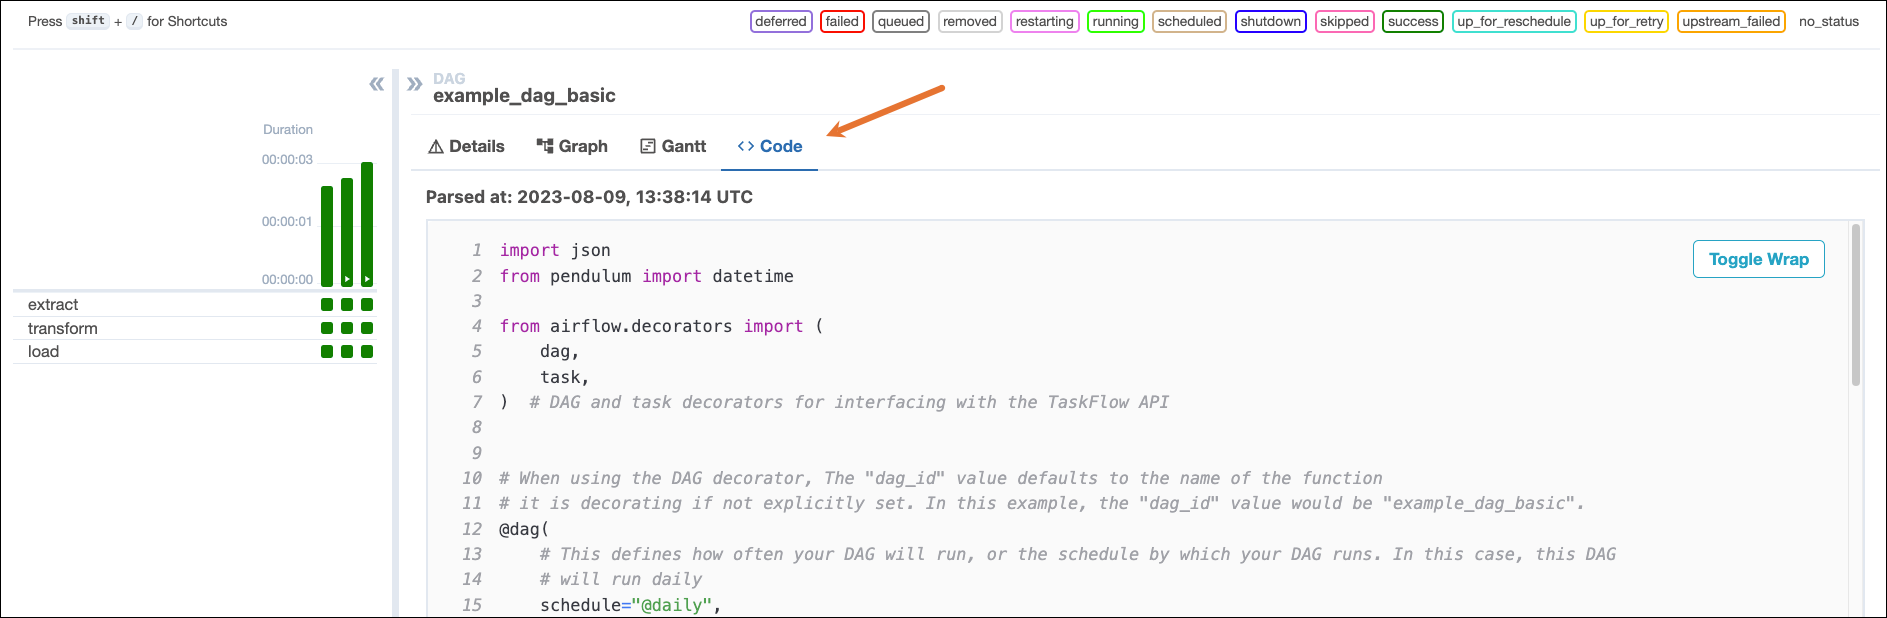 Press shift + / for Shortcuts
deferred failed queued removed restarting running scheduled shutdown skipped success up_for_reschedule up_for_retry upstream_failed no_status
DAG
example_dag_basic
Details Graph Gantt <> Code
Duration
00:00:03
00:00:01
00:00:00
extract
transform
load
Parsed at: 2023-08-09, 13:38:14 UTC
Toggle Wrap
1 import json
2 from pendulum import datetime
3
4 from airflow.decorators import (
5     dag,
6     task,
7 )  # DAG and task decorators for interfacing with the TaskFlow API
8
9
10 # When using the DAG decorator, The "dag_id" value defaults to the name of the function
11 # it is decorating if not explicitly set. In this example, the "dag_id" value would be "example_dag_basic".
12 @dag(
13     # This defines how often your DAG will run, or the schedule by which your DAG runs. In this case, this DAG
14     # will run daily
15     schedule="@daily",